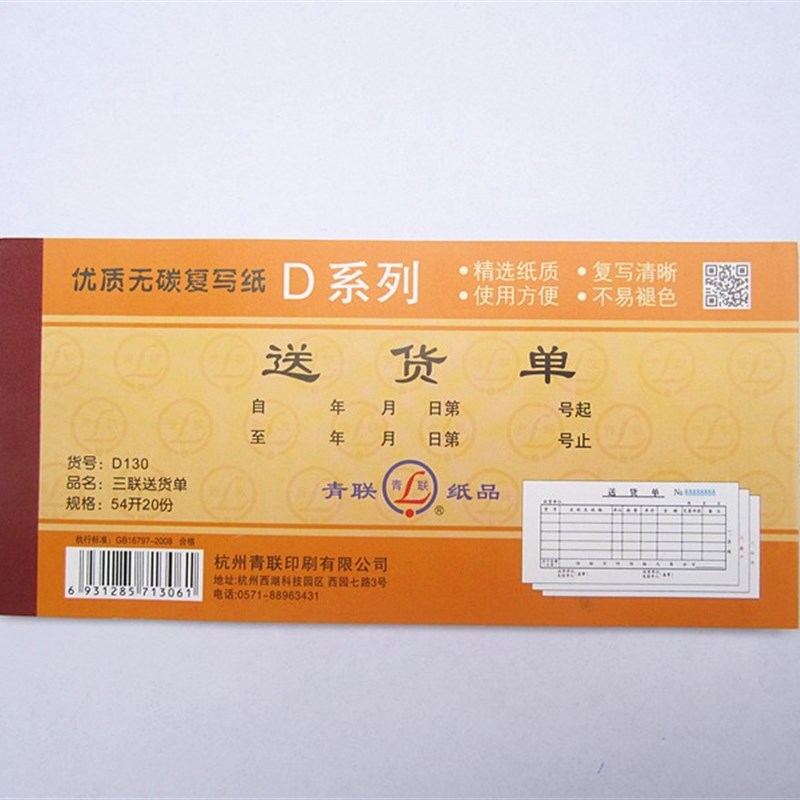 优质无碳复写纸 D系列
•精选纸质 •复写清晰
•使用方便 •不易褪色
送货单
自 年 月 日第 号起
至 年 月 日第 号止
货号：D130
品名：三联送货单
规格：54开20份
青联 青联 纸品 ®
送货单 № 88888888
执行标准：GB16797-2008 合格
6 931285 713061
杭州青联印刷有限公司
地址:杭州西湖科技园区 西园七路3号
电话:0571-88963431